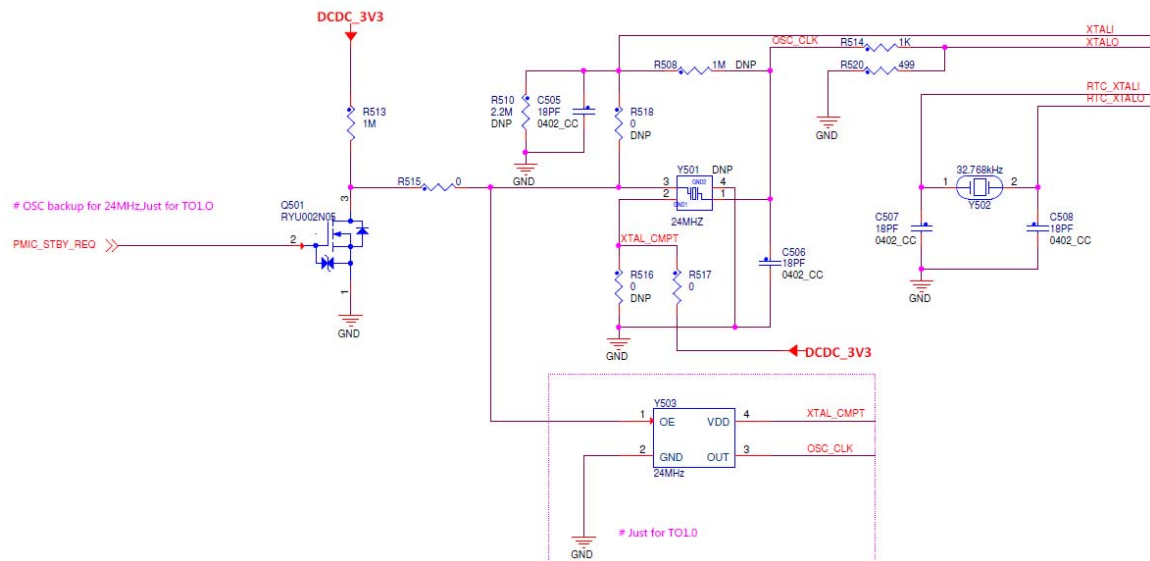 DCDC_3V3
R513
1M
R515
0
# OSC backup for 24MHz,Just for TO1.O
Q501
RYU002N05
PMIC_STBY_REQ
3
2
1
GND
R510
2.2M
DNP
C505
18PF
0402_CC
GND
R508
1M
DNP
R518
0
DNP
OSC_CLK
R514
1K
R520
499
GND
XTALI
XTALO
RTC_XTALI
RTC_XTALO
Y501
DNP
3
2
GND2
GND1
4
1
24MHZ
XTAL_CMPT
R516
0
DNP
R517
0
C506
18PF
0402_CC
GND
DCDC_3V3
32.768kHz
1
2
Y502
C507
18PF
0402_CC
C508
18PF
0402_CC
GND
Y503
1
OE
VDD
4
XTAL_CMPT
2
GND
OUT
3
OSC_CLK
24MHz
# Just for TO1.0
GND